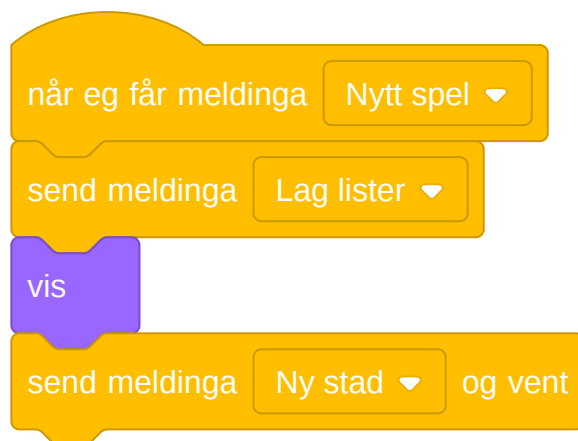 når eg får meldinga Nytt spel
send meldinga Lag lister
vis
send meldinga Ny stad og vent